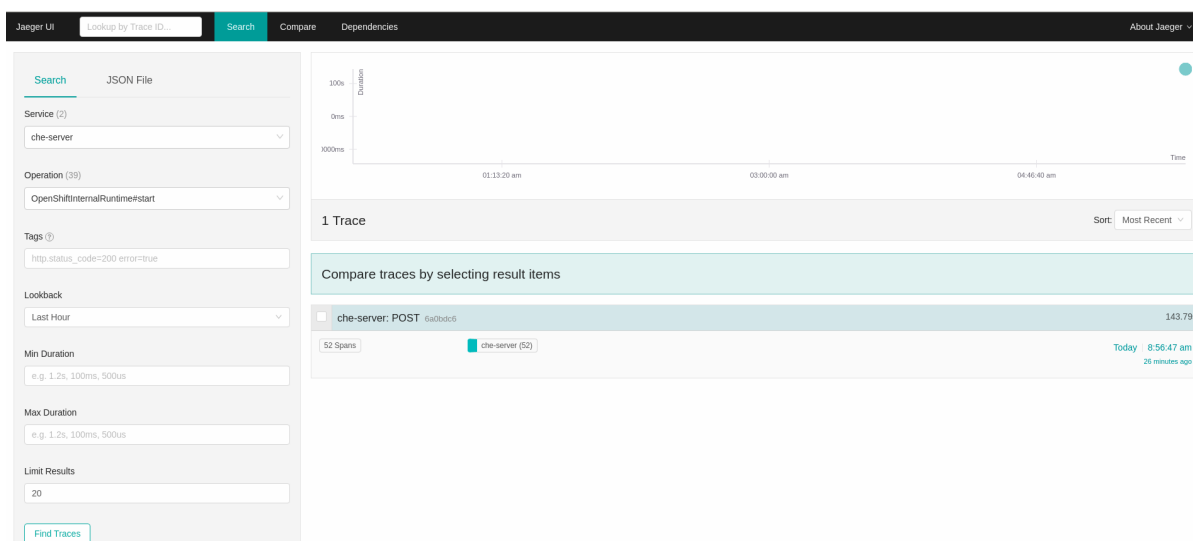 Jaeger UI Lookup by Trace ID... Search Compare Dependencies About Jaeger
Search JSON File
Service (2)
che-server
Operation (39)
OpenShiftInternalRuntime#start
Tags
http.status_code=200 error=true
Lookback
Last Hour
Min Duration
e.g. 1.2s, 100ms, 500us
Max Duration
e.g. 1.2s, 100ms, 500us
Limit Results
20
Find Traces
Duration
100s
0ms
0000ms
Time
01:13:20 am 03:00:00 am 04:46:40 am
1 Trace Sort: Most Recent
Compare traces by selecting result items
che-server: POST 6a0bdc6 143.79
52 Spans che-server (52) Today 8:56:47 am
26 minutes ago